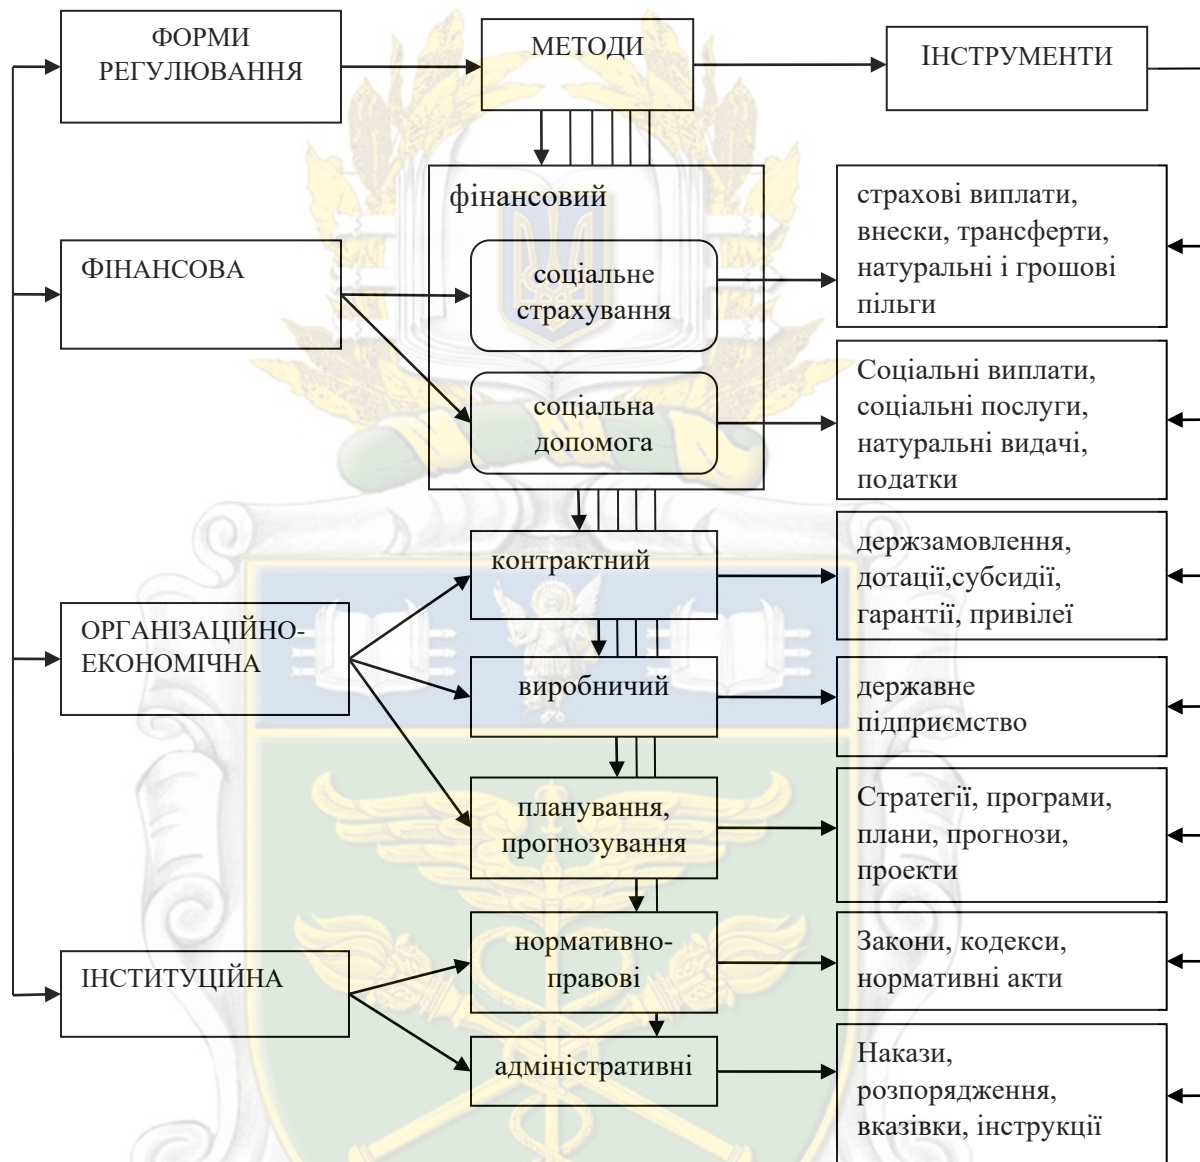 ФОРМИ
РЕГУЛЮВАННЯ
МЕТОДИ
ІНСТРУМЕНТИ
фінансовий
ФІНАНСОВА
соціальне
страхування
страхові виплати,
внески, трансферти,
натуральні і грошові
пільги
соціальна
допомога
Соціальні виплати,
соціальні послуги,
натуральні видачі,
податки
ОРГАНІЗАЦІЙНО-
ЕКОНОМІЧНА
контрактний
держзамовлення,
дотації,субсидії,
гарантії, привілеї
виробничий
державне
підприємство
планування,
прогнозування
Стратегії, програми,
плани, прогнози,
проекти
ІНСТИТУЦІЙНА
нормативно-
правові
Закони, кодекси,
нормативні акти
адміністративні
Накази,
розпорядження,
вказівки, інструкції